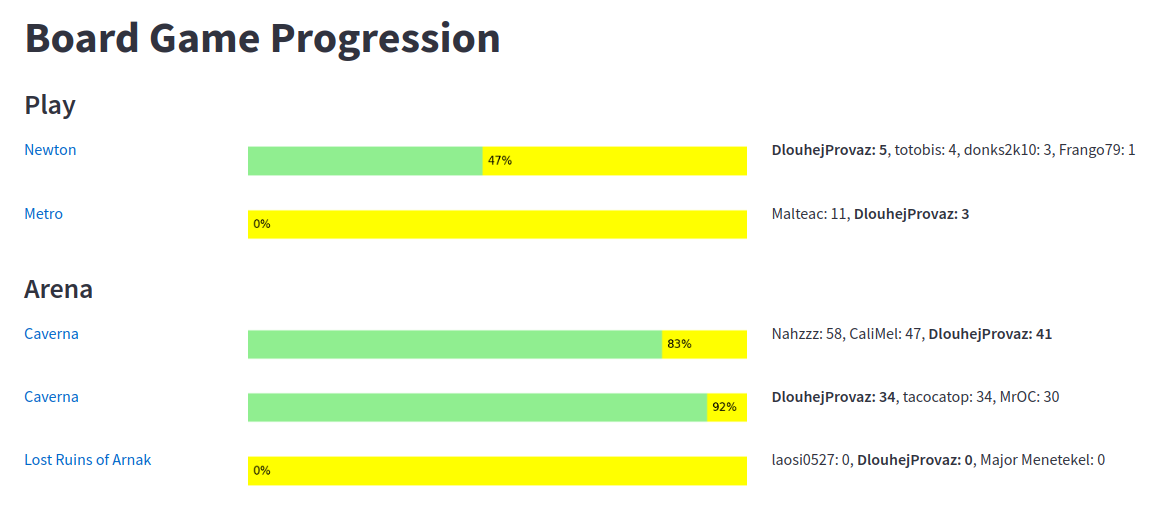 Board Game Progression
Play
Newton 47% DlouhejProvaz: 5, totobis: 4, donks2k10: 3, Frango79: 1
Metro 0% Malteac: 11, DlouhejProvaz: 3
Arena
Caverna 83% Nahzzz: 58, CaliMel: 47, DlouhejProvaz: 41
Caverna 92% DlouhejProvaz: 34, tacocatop: 34, MrOC: 30
Lost Ruins of Arnak 0% laosi0527: 0, DlouhejProvaz: 0, Major Menetekel: 0